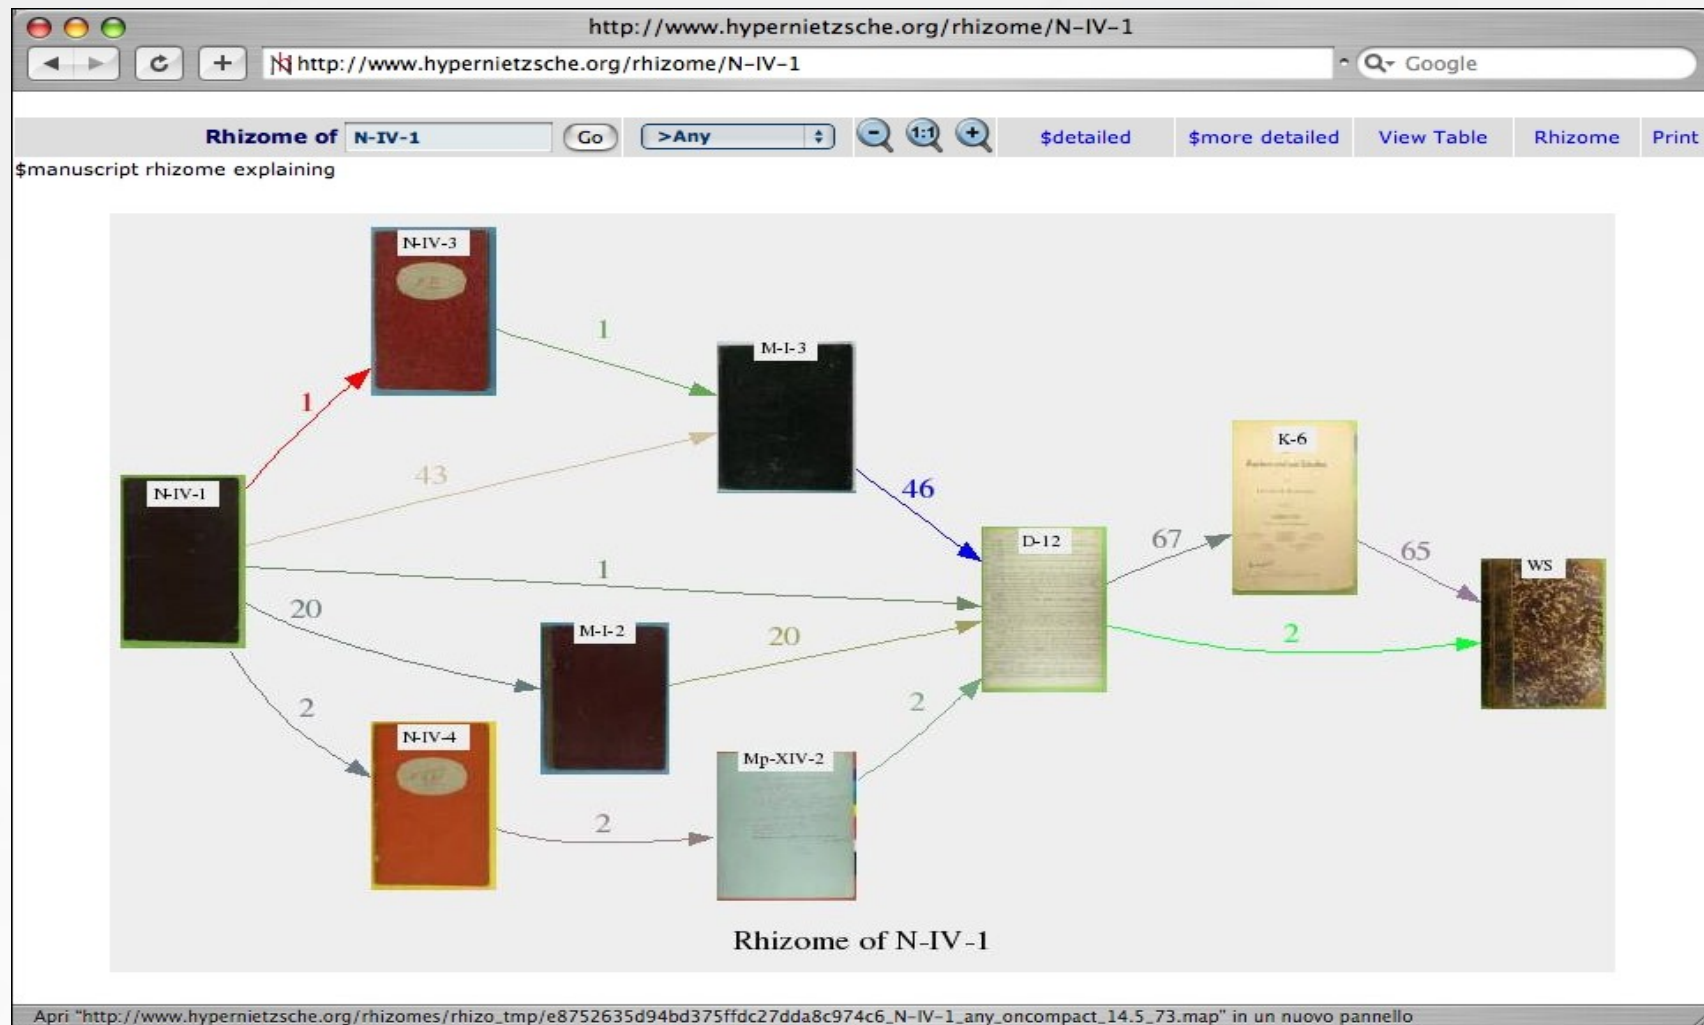 http://www.hypernietzsche.org/rhizome/N-IV-1
http://www.hypernietzsche.org/rhizome/N-IV-1
Google
Rhizome of N-IV-1 Go >Any - 1:1 + $detailed $more detailed View Table Rhizome Print
$manuscript rhizome explaining
N-IV-3
1
M-I-3
1
43
K-6
N-IV-1
46
D-12
67
65
WS
1
20
M-I-2
20
2
2
2
N-IV-4
Mp-XIV-2
2
Rhizome of N-IV-1
Apri "http://www.hypernietzsche.org/rhizomes/rhizo_tmp/e8752635d94bd375ffdc27dda8c974c6_N-IV-1_any_oncompact_14.5_73.map" in un nuovo pannello